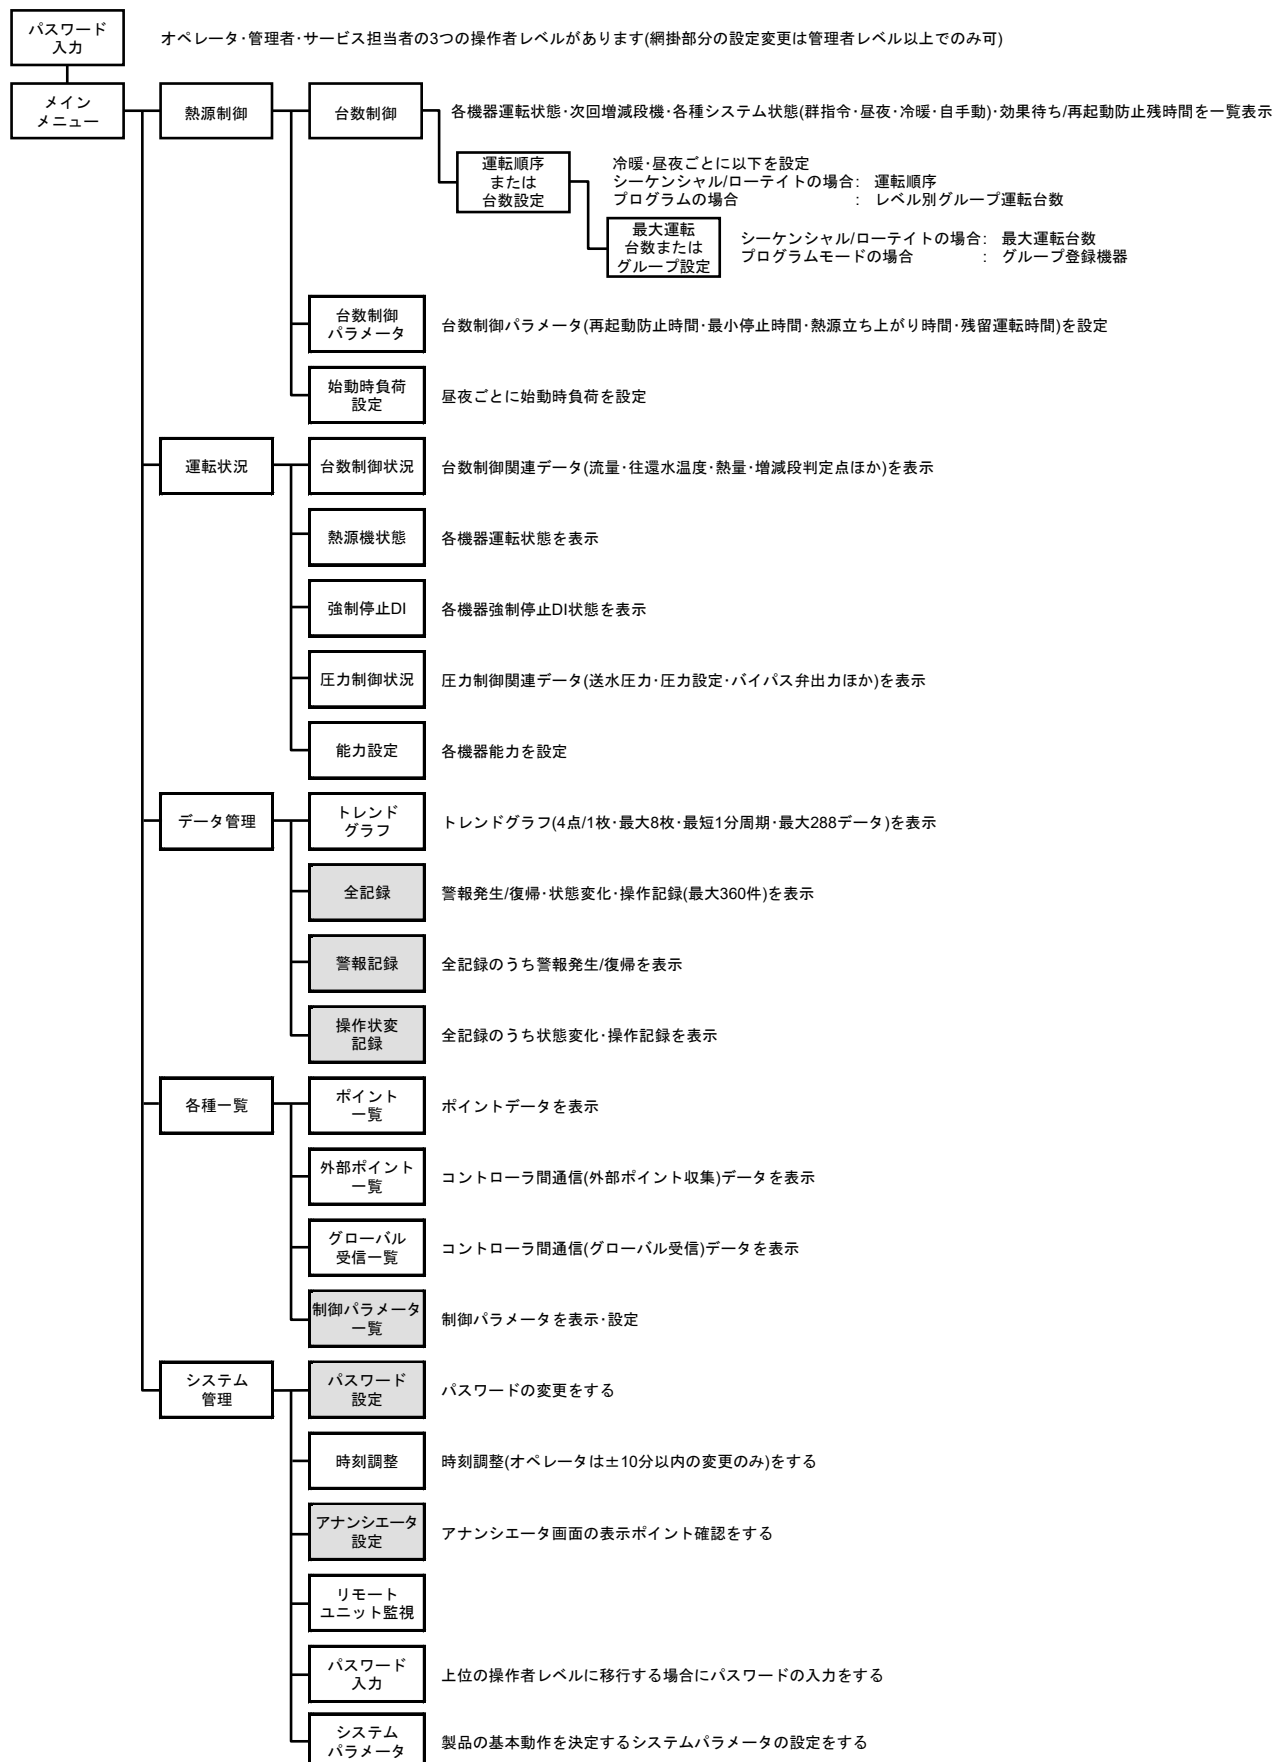 パスワード
入力
オペレータ・管理者・サービス担当者の3つの操作者レベルがあります(網掛部分の設定変更は管理者レベル以上でのみ可)
メイン
メニュー
熱源制御
台数制御
各機器運転状態・次回増減段機・各種システム状態(群指令・昼夜・冷暖・自手動)・効果待ち/再起動防止残時間を一覧表示
運転順序
または
台数設定
冷暖・昼夜ごとに以下を設定
シーケンシャル/ローテイトの場合: 運転順序
プログラムの場合 : レベル別グループ運転台数
最大運転
台数または
グループ設定
シーケンシャル/ローテイトの場合: 最大運転台数
プログラムモードの場合 : グループ登録機器
台数制御
パラメータ
台数制御パラメータ(再起動防止時間・最小停止時間・熱源立ち上がり時間・残留運転時間)を設定
始動時負荷
設定
昼夜ごとに始動時負荷を設定
運転状況
台数制御状況
台数制御関連データ(流量・往還水温度・熱量・増減段判定点ほか)を表示
熱源機状態
各機器運転状態を表示
強制停止DI
各機器強制停止DI状態を表示
圧力制御状況
圧力制御関連データ(送水圧力・圧力設定・バイパス弁出力ほか)を表示
能力設定
各機器能力を設定
データ管理
トレンド
グラフ
トレンドグラフ(4点/1枚・最大8枚・最短1分周期・最大288データ)を表示
全記録
警報発生/復帰・状態変化・操作記録(最大360件)を表示
警報記録
全記録のうち警報発生/復帰を表示
操作状変
記録
全記録のうち状態変化・操作記録を表示
各種一覧
ポイント
一覧
ポイントデータを表示
外部ポイント
一覧
コントローラ間通信(外部ポイント収集)データを表示
グローバル
受信一覧
コントローラ間通信(グローバル受信)データを表示
制御パラメータ
一覧
制御パラメータを表示・設定
システム
管理
パスワード
設定
パスワードの変更をする
時刻調整
時刻調整(オペレータは±10分以内の変更のみ)をする
アナンシエータ
設定
アナンシエータ画面の表示ポイント確認をする
リモート
ユニット監視
パスワード
入力
上位の操作者レベルに移行する場合にパスワードの入力をする
システム
パラメータ
製品の基本動作を決定するシステムパラメータの設定をする